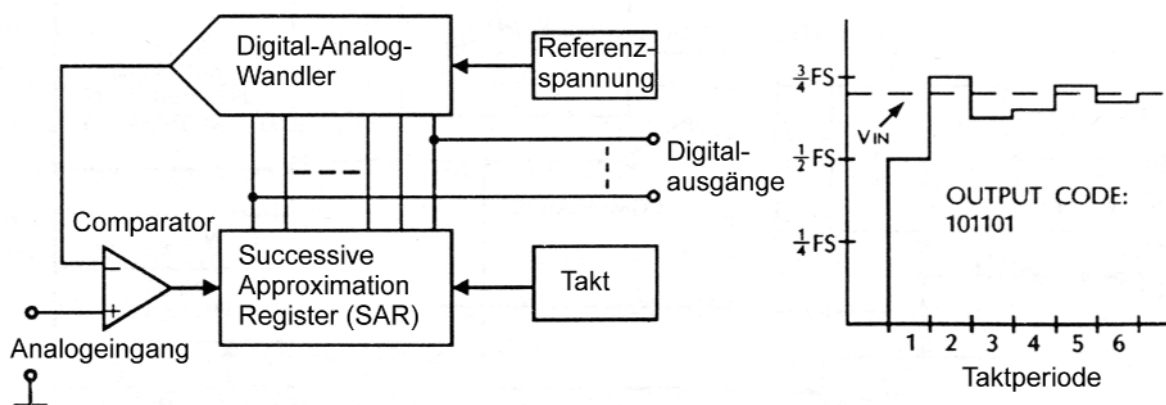 Digital-Analog-
Wandler
Referenz-
spannung
Digital-
ausgänge
Comparator
−
+
Successive
Approximation
Register (SAR)
Takt
Analogeingang
3/4 FS
VIN
1/2 FS
OUTPUT CODE:
101101
1/4 FS
1 2 3 4 5 6
Taktperiode